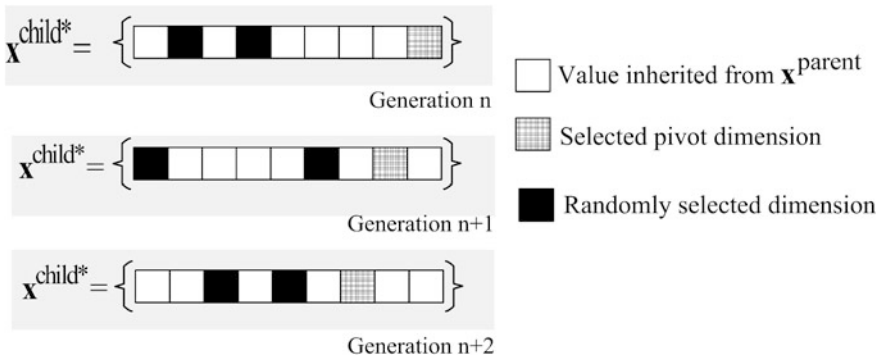 x^child* = { }
Generation n
x^child* = { }
Generation n+1
x^child* = { }
Generation n+2
Value inherited from x^parent
Selected pivot dimension
Randomly selected dimension